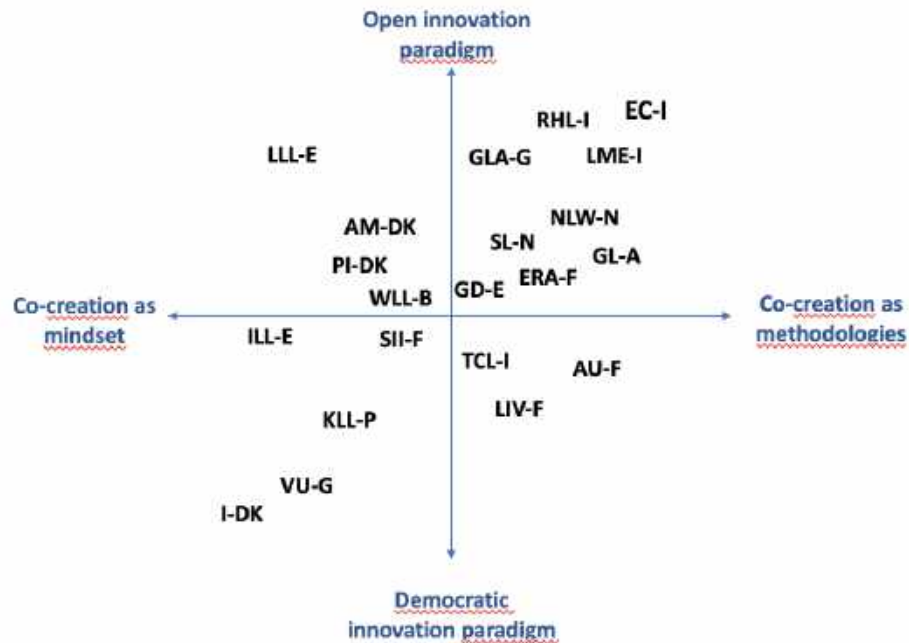 Open innovation
paradigm
RHL-I
EC-I
LLL-E
GLA-G
LME-I
AM-DK
NLW-N
SL-N
GL-A
PI-DK
ERA-F
GD-E
WLL-B
Co-creation as
mindset
Co-creation as
methodologies
ILL-E
SII-F
TCL-I
AU-F
LIV-F
KLL-P
VU-G
I-DK
Democratic
innovation paradigm